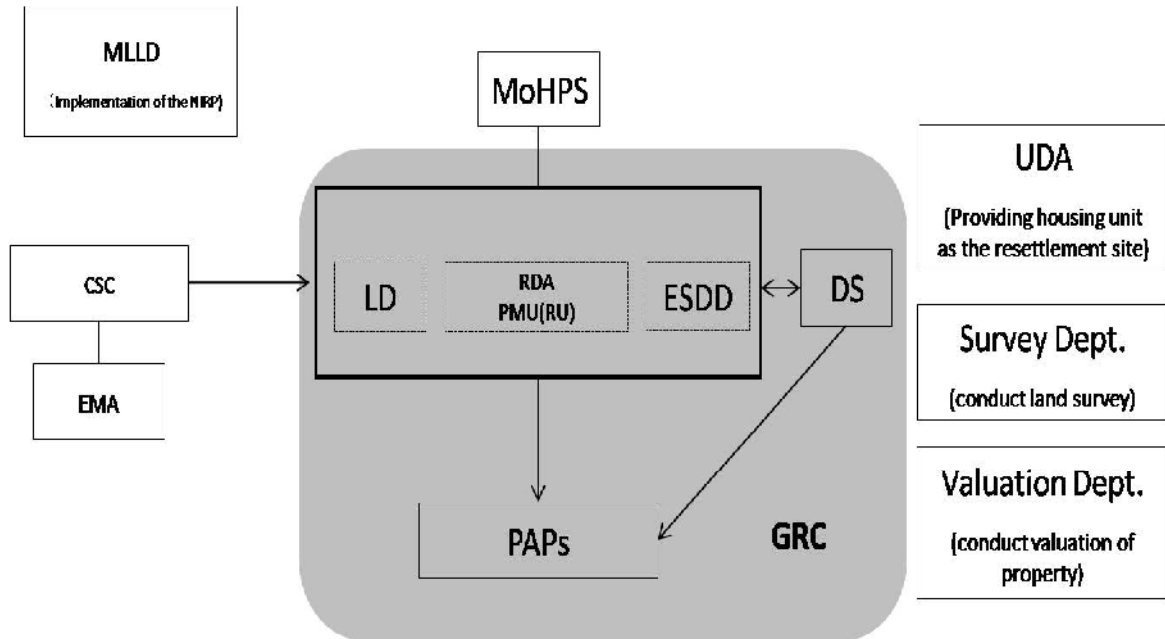 MLLD
(Implementation of the NIRP)
MoHPS
UDA
(Providing housing unit
as the resettlement site)
CSC
LD
RDA
PMU(RU)
ESDD
DS
Survey Dept.
(conduct land survey)
EMA
Valuation Dept.
(conduct valuation of
property)
PAPs
GRC